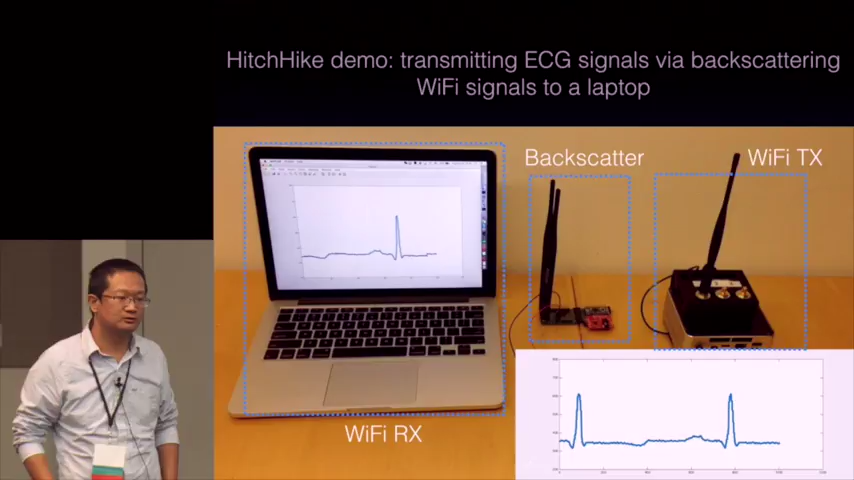 HitchHike demo: transmitting ECG signals via backscattering
WiFi signals to a laptop
Backscatter
WiFi TX
WiFi RX